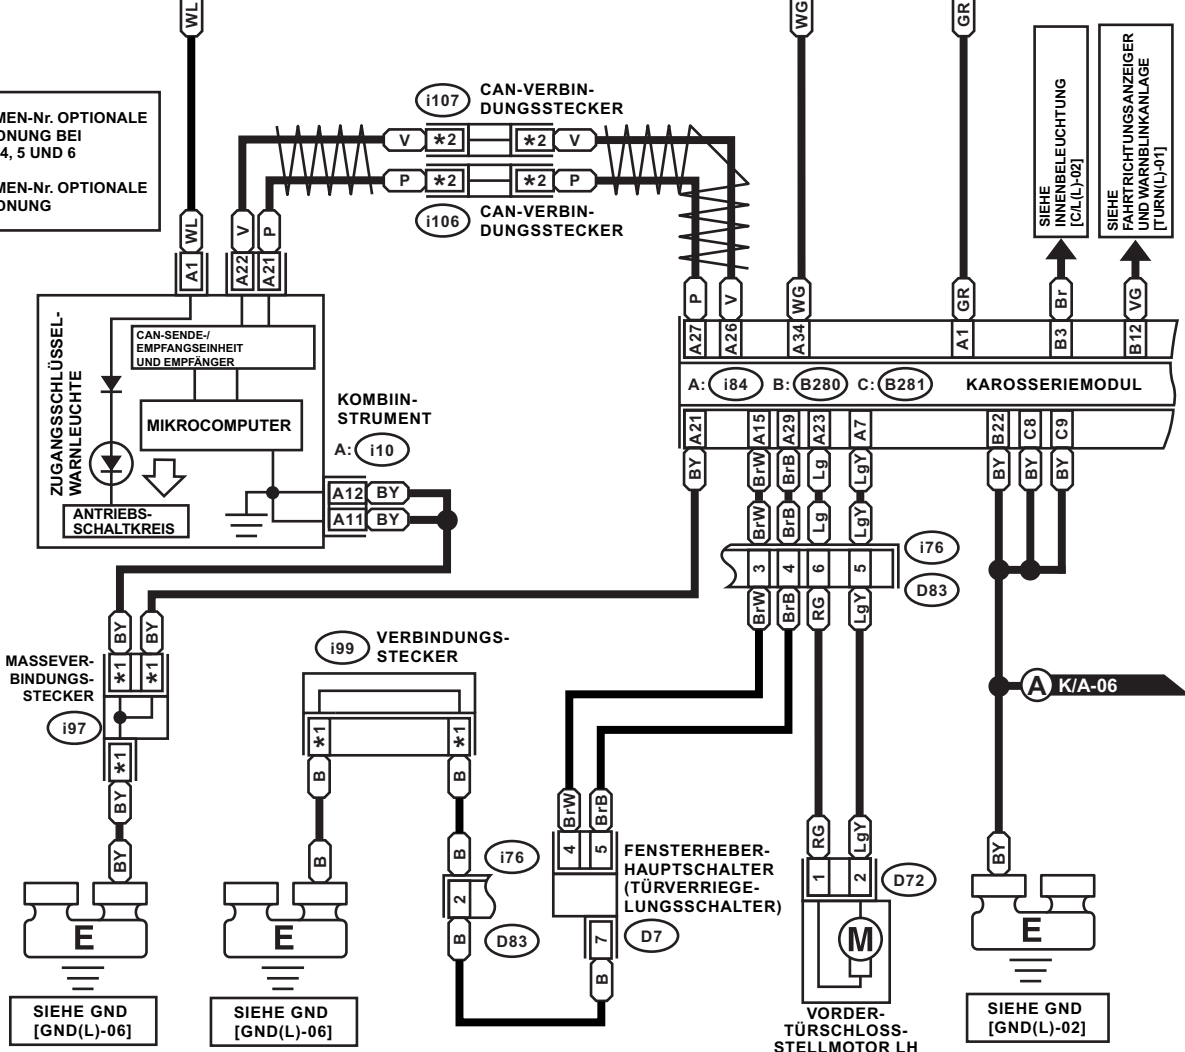 WL
WG
GR
MEN-Nr. OPTIONALE
ONUNG BEI
4, 5 UND 6
MEN-Nr. OPTIONALE
ONUNG
i107
CAN-VERBIN-
DUNGSSTECKER
V *2 *2 V
P *2 *2 P
i106
CAN-VERBIN-
DUNGSSTECKER
SIEHE
INNENBELEUCHTUNG
[C/L(L)-02]
SIEHE
FAHRTRICHTUNGSANZEIGER
UND WARNBLINKANLAGE
[TURN(L)-01]
WL V P
A1 A22 A21
P V WG GR Br VG
A27 A26 A34 A1 B3 B12
A: i84 B: B280 C: B281 KAROSSERIEMODUL
A21 A15 A29 A23 A7 B22 C8 C9
BY BrW BrB Lg LgY BY BY BY
ZUGANGSSCHLÜSSEL-
WARNLEUCHTE
CAN-SENDE-/
EMPFANGSEINHEIT
UND EMPFÄNGER
MIKROCOMPUTER
ANTRIEBS-
SCHALTKREIS
KOMBIIN-
STRUMENT
A: i10
A12 BY
A11 BY
BrW BrB Lg LgY
3 4 6 5
i76
D83
BrW BrB RG LgY
BY BY
*1 *1
MASSEVER-
BINDUNGS-
STECKER
i97
*1
BY
BY
i99
VERBINDUNGS-
STECKER
*1 *1
B B
B B
i76
2
D83
B
BrW BrB
4 5
FENSTERHEBER-
HAUPTSCHALTER
(TÜRVERRIEGE-
LUNGSSCHALTER)
7
D7
B
RG LgY
1 2
D72
M
VORDER-
TÜRSCHLOSS-
STELLMOTOR LH
A K/A-06
BY
E
SIEHE GND
[GND(L)-06]
E
SIEHE GND
[GND(L)-06]
E
SIEHE GND
[GND(L)-02]